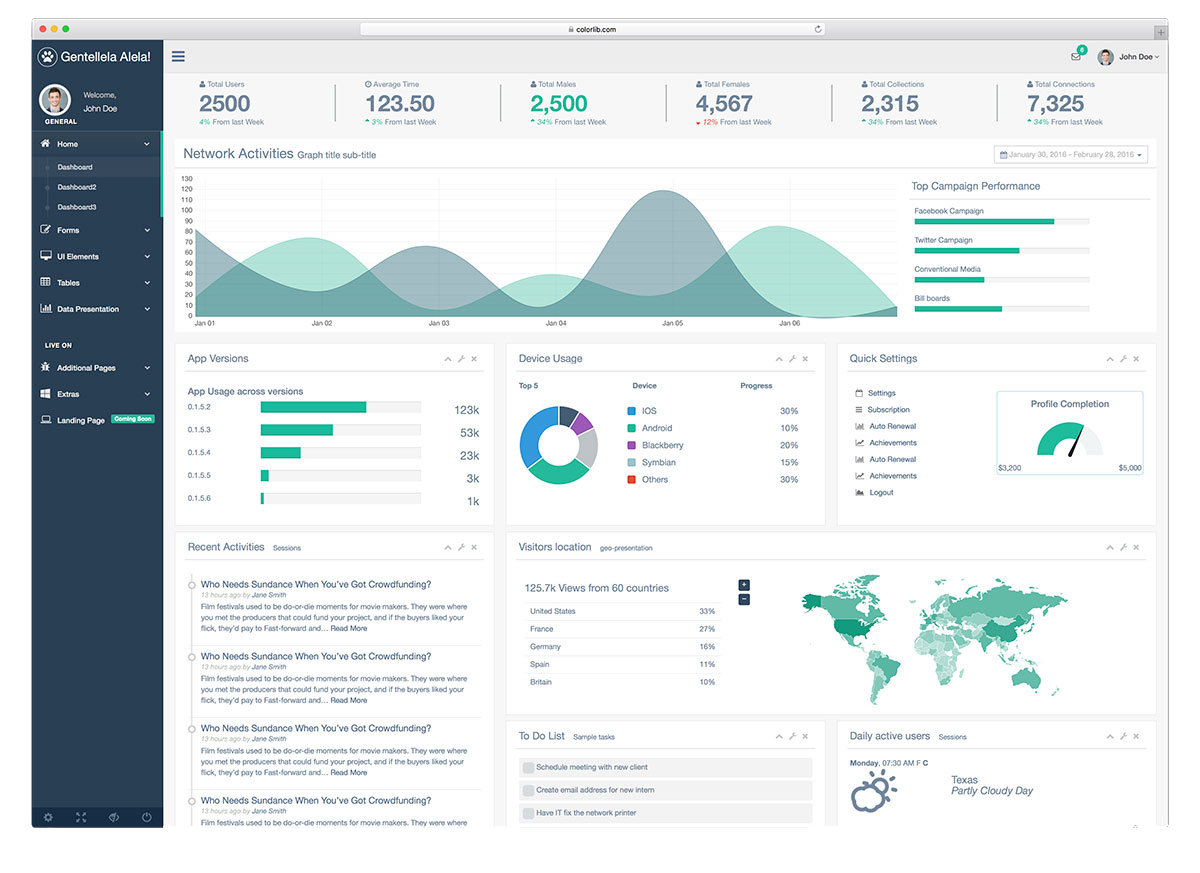 colorlib.com
Gentellela Alela!
Welcome,
John Doe
GENERAL
Home
Dashboard
Dashboard2
Dashboard3
Forms
UI Elements
Tables
Data Presentation
LIVE ON
Additional Pages
Extras
Landing Page Coming Soon
6
John Doe
Total Users
2500
4% From last Week
Average Time
123.50
3% From last Week
Total Males
2,500
34% From last Week
Total Females
4,567
12% From last Week
Total Collections
2,315
34% From last Week
Total Connections
7,325
34% From last Week
Network Activities Graph title sub-title
January 30, 2016 - February 28, 2016
130
120
110
100
90
80
70
60
50
40
30
20
10
0
Jan 01 Jan 02 Jan 03 Jan 04 Jan 05 Jan 06
Top Campaign Performance
Facebook Campaign
Twitter Campaign
Conventional Media
Bill boards
App Versions
App Usage across versions
0.1.5.2 123k
0.1.5.3 53k
0.1.5.4 23k
0.1.5.5 3k
0.1.5.6 1k
Device Usage
Top 5 Device Progress
IOS 30%
Android 10%
Blackberry 20%
Symbian 15%
Others 30%
Quick Settings
Settings
Subscription
Auto Renewal
Achievements
Auto Renewal
Achievements
Logout
Profile Completion
$3,200 $5,000
Recent Activities Sessions
Who Needs Sundance When You've Got Crowdfunding?
13 hours ago by Jane Smith
Film festivals used to be do-or-die moments for movie makers. They were where
you met the producers that could fund your project, and if the buyers liked your
flick, they'd pay to Fast-forward and... Read More
Who Needs Sundance When You've Got Crowdfunding?
13 hours ago by Jane Smith
Film festivals used to be do-or-die moments for movie makers. They were where
you met the producers that could fund your project, and if the buyers liked your
flick, they'd pay to Fast-forward and... Read More
Who Needs Sundance When You've Got Crowdfunding?
13 hours ago by Jane Smith
Film festivals used to be do-or-die moments for movie makers. They were where
you met the producers that could fund your project, and if the buyers liked your
flick, they'd pay to Fast-forward and... Read More
Who Needs Sundance When You've Got Crowdfunding?
13 hours ago by Jane Smith
Film festivals used to be do-or-die moments for movie makers. They were where
Visitors location geo-presentation
125.7k Views from 60 countries
United States 33%
France 27%
Germany 16%
Spain 11%
Britain 10%
+
−
To Do List Sample tasks
Schedule meeting with new client
Create email address for new intern
Have IT fix the network printer
Daily active users Sessions
Monday, 07:30 AM F C
Texas
Partly Cloudy Day